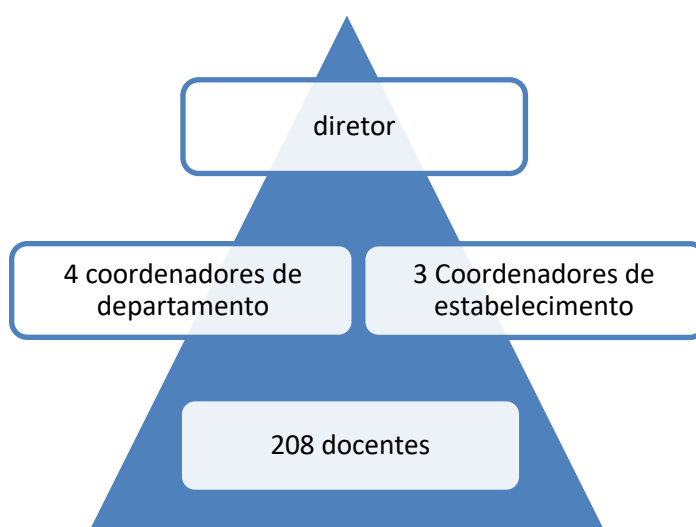 diretor
4 coordenadores de
departamento
3 Coordenadores de
estabelecimento
208 docentes